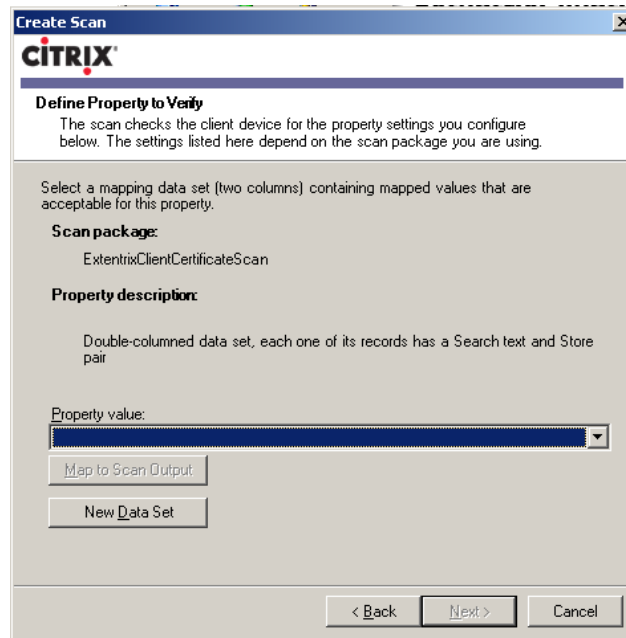 Create Scan
CİTRIX
Define Property to Verify
The scan checks the client device for the property settings you configure
below. The settings listed here depend on the scan package you are using.
Select a mapping data set (two columns) containing mapped values that are
acceptable for this property.
Scan package:
ExtentrixClientCertificateScan
Property description:
Double-columned data set, each one of its records has a Search text and Store
pair
Property value:
Map to Scan Output
New Data Set
< Back Next > Cancel